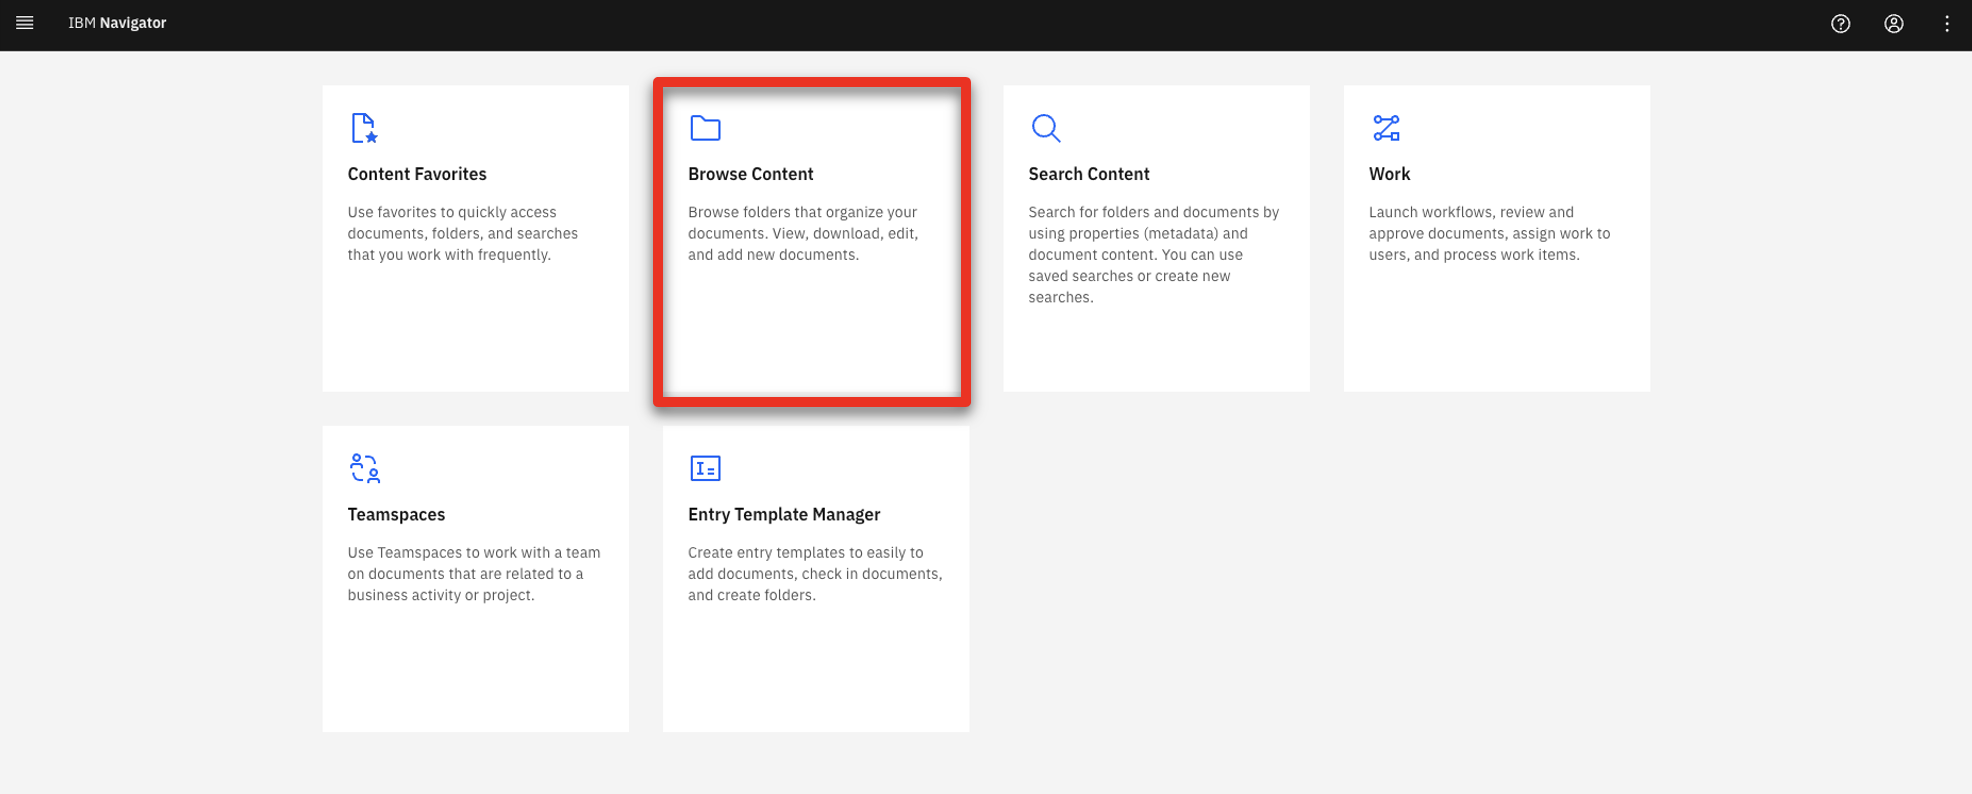 IBM Navigator
Content Favorites
Use favorites to quickly access
documents, folders, and searches
that you work with frequently.
Browse Content
Browse folders that organize your
documents. View, download, edit,
and add new documents.
Search Content
Search for folders and documents by
using properties (metadata) and
document content. You can use
saved searches or create new
searches.
Work
Launch workflows, review and
approve documents, assign work to
users, and process work items.
Teamspaces
Use Teamspaces to work with a team
on documents that are related to a
business activity or project.
Entry Template Manager
Create entry templates to easily to
add documents, check in documents,
and create folders.